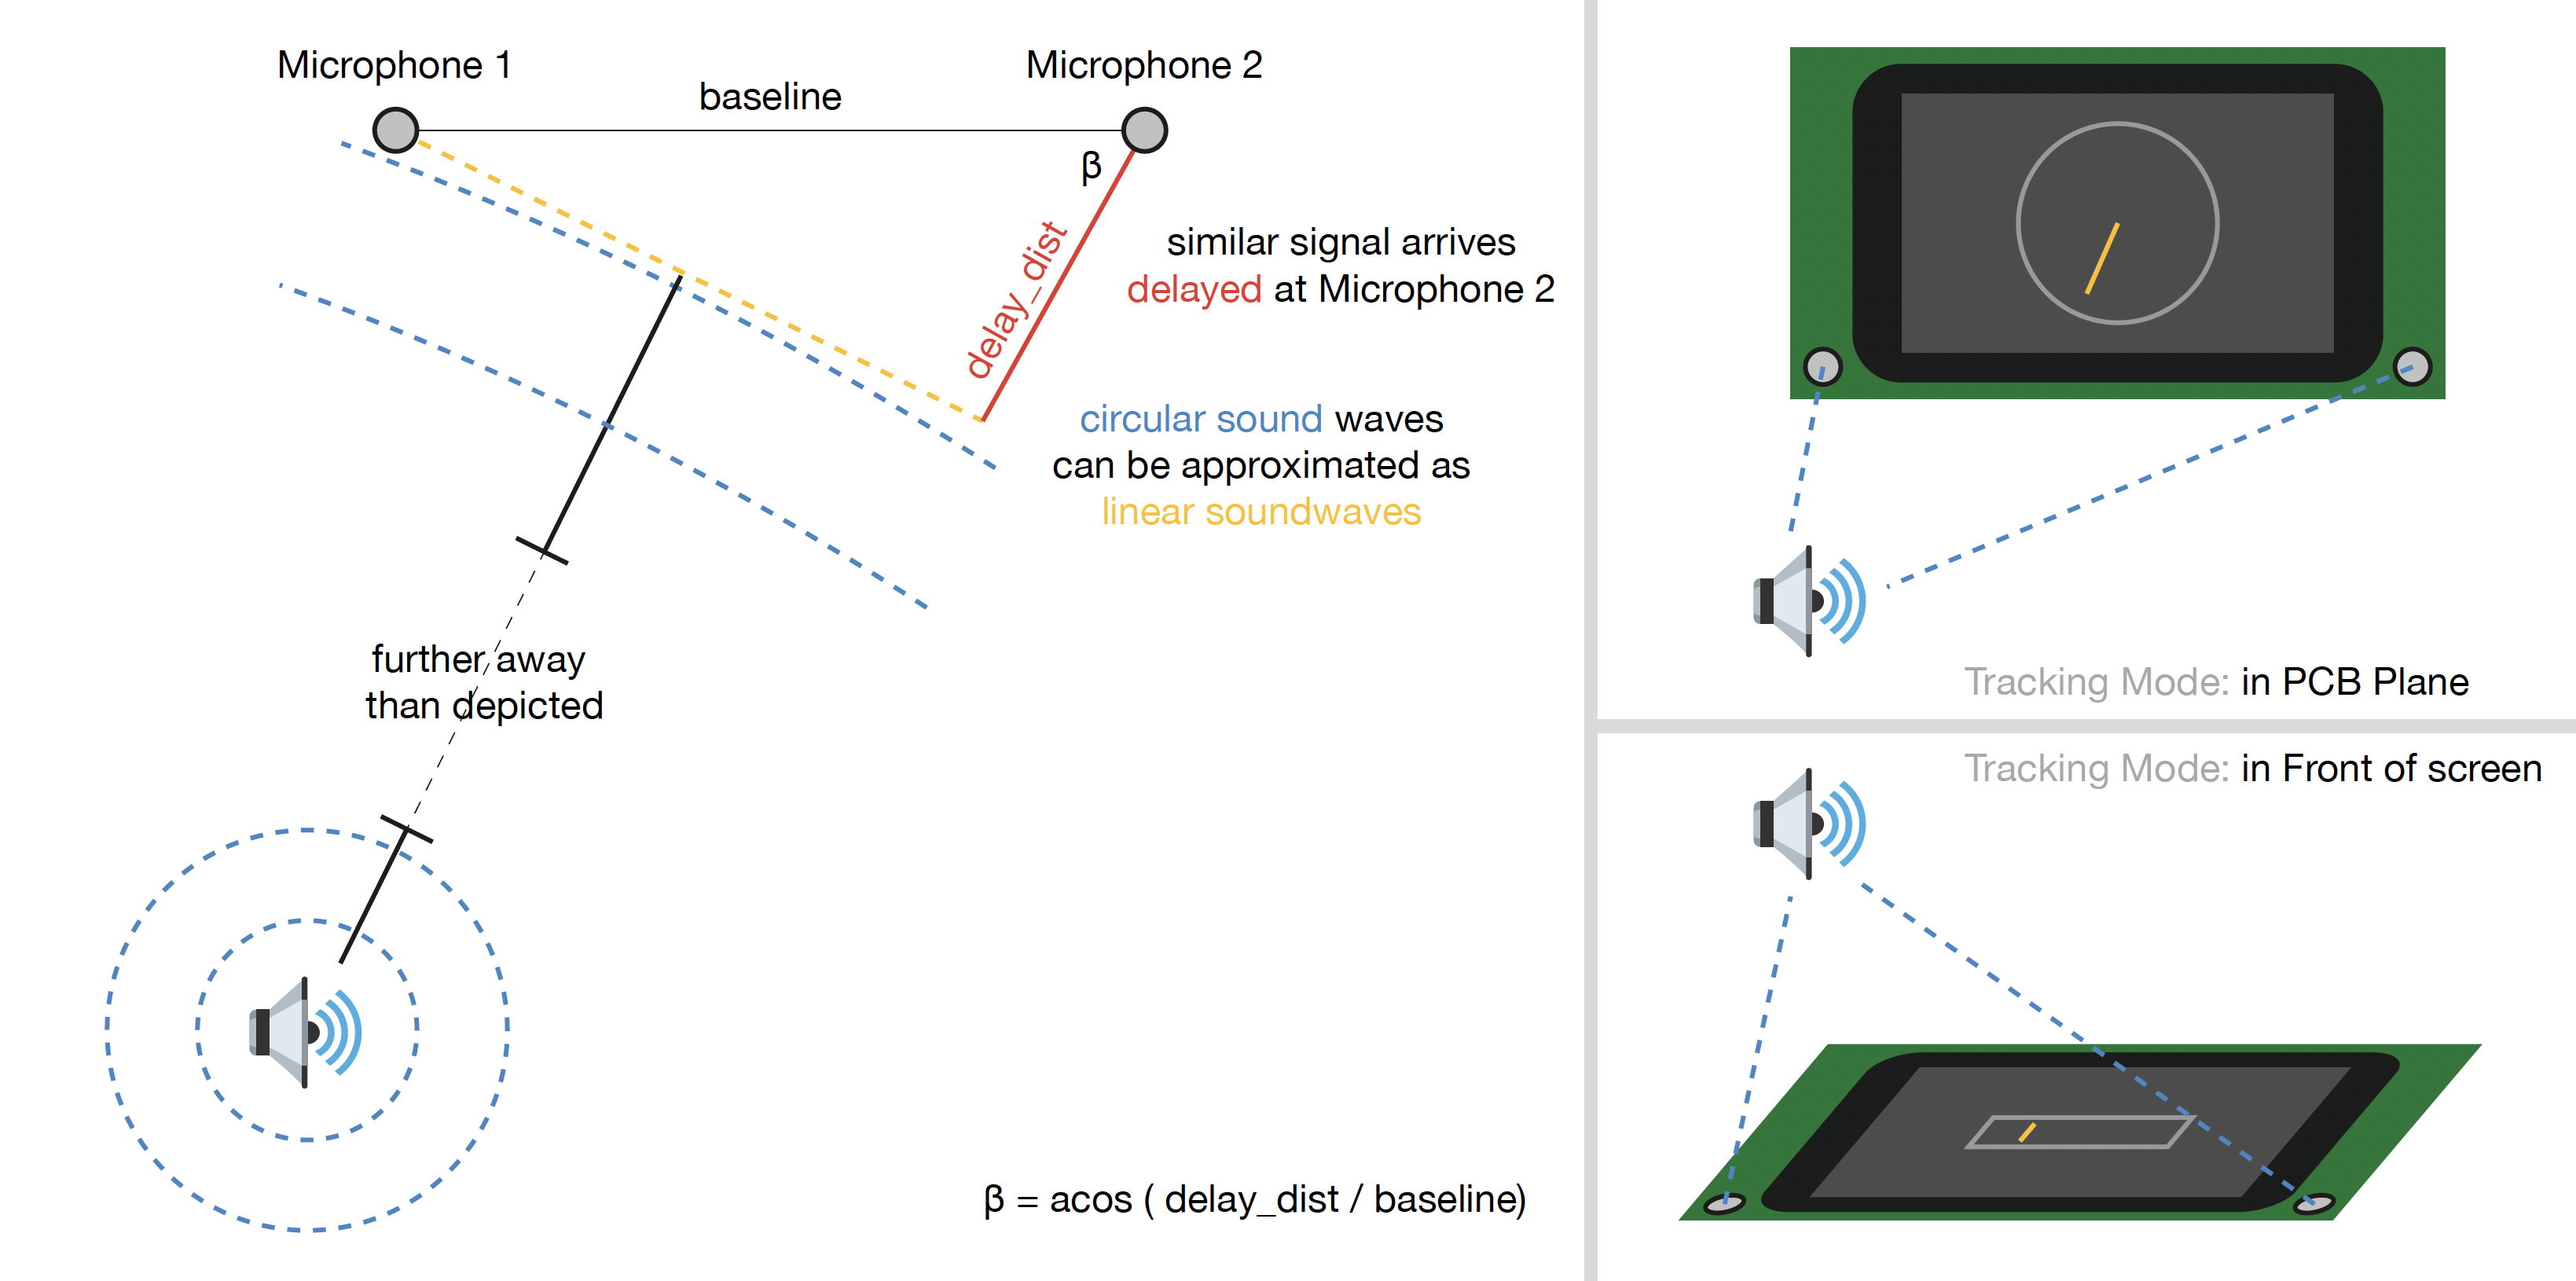 Microphone 1
Microphone 2
baseline
β
delay_dist
similar signal arrives
delayed at Microphone 2
circular sound waves
can be approximated as
linear soundwaves
further away
than depicted
β = acos ( delay_dist / baseline)
Tracking Mode: in PCB Plane
Tracking Mode: in Front of screen